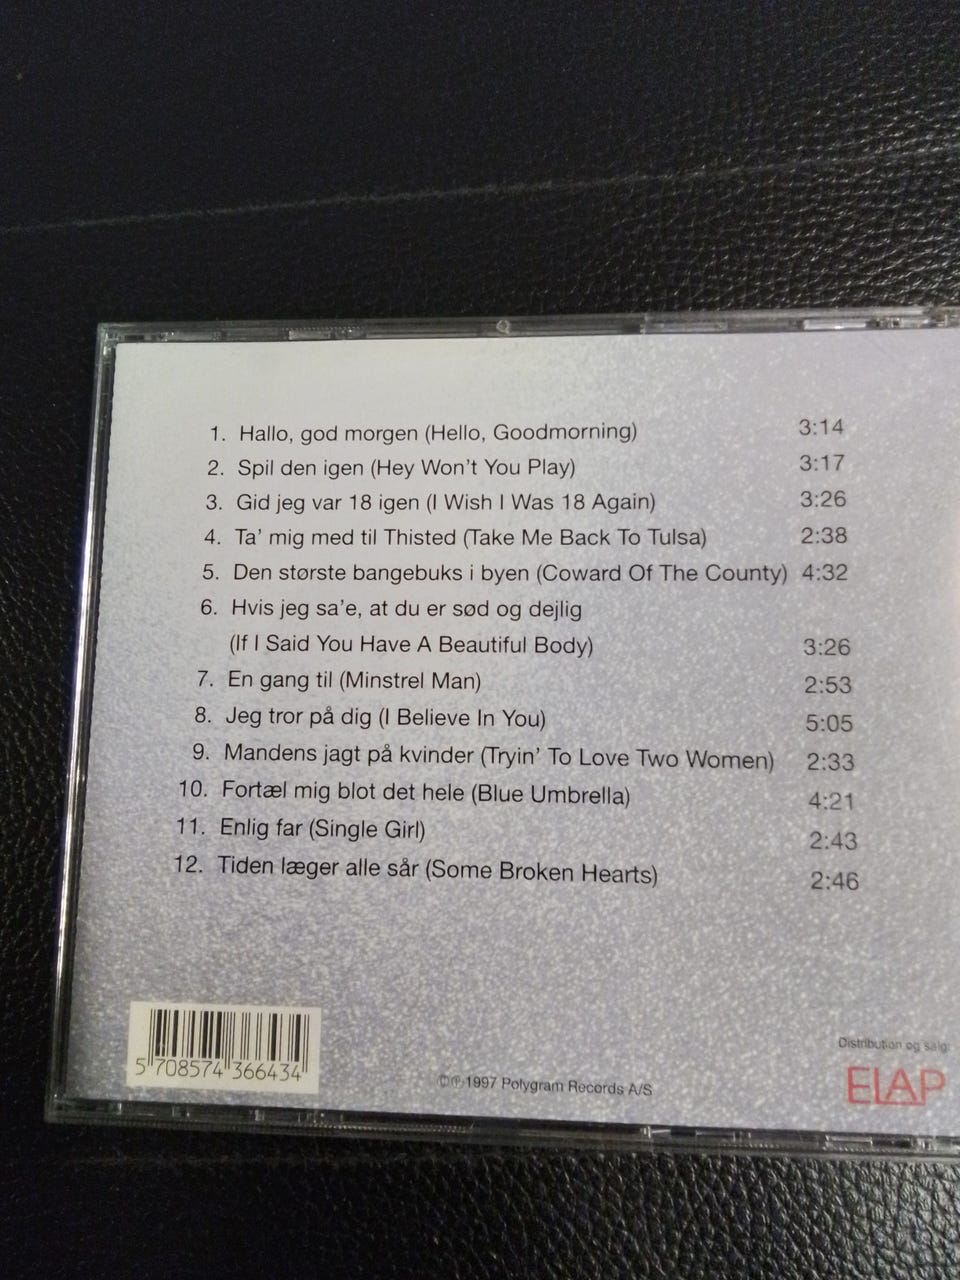 1. Hallo, god morgen (Hello, Goodmorning) 3:14
2. Spil den igen (Hey Won't You Play) 3:17
3. Gid jeg var 18 igen (I Wish I Was 18 Again) 3:26
4. Ta' mig med til Thisted (Take Me Back To Tulsa) 2:38
5. Den største bangebuks i byen (Coward Of The County) 4:32
6. Hvis jeg sa'e, at du er sød og dejlig
(If I Said You Have A Beautiful Body) 3:26
7. En gang til (Minstrel Man) 2:53
8. Jeg tror på dig (I Believe In You) 5:05
9. Mandens jagt på kvinder (Tryin' To Love Two Women) 2:33
10. Fortæl mig blot det hele (Blue Umbrella) 4:21
11. Enlig far (Single Girl) 2:43
12. Tiden læger alle sår (Some Broken Hearts) 2:46
Distribution og salg:
ELAP
5 708574 366434
©℗ 1997 Polygram Records A/S